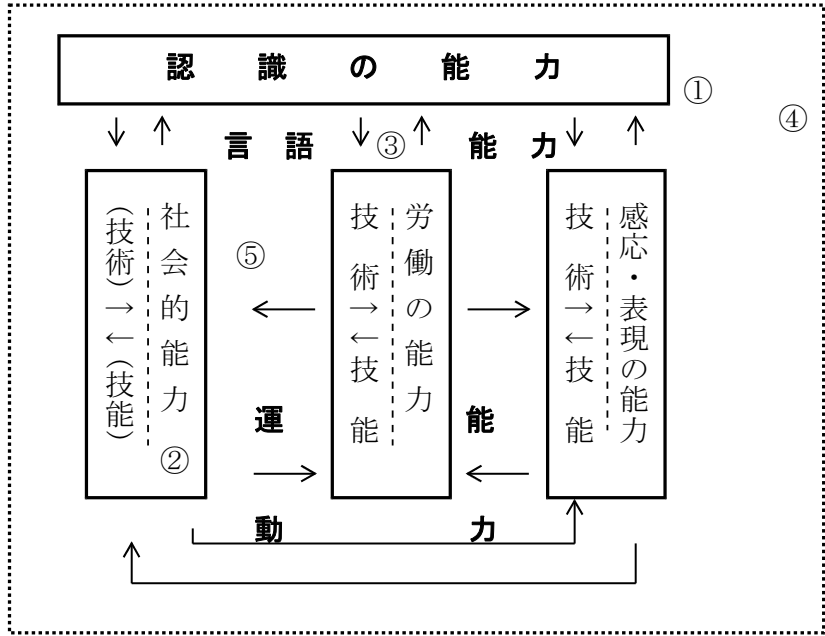 認識の能力
①
④
言語 ③ 能力
社会的能力
(技術)→←(技能)
②
⑤
労働の能力
技術→←技能
感応・表現の能力
技術→←技能
運 能
動 力